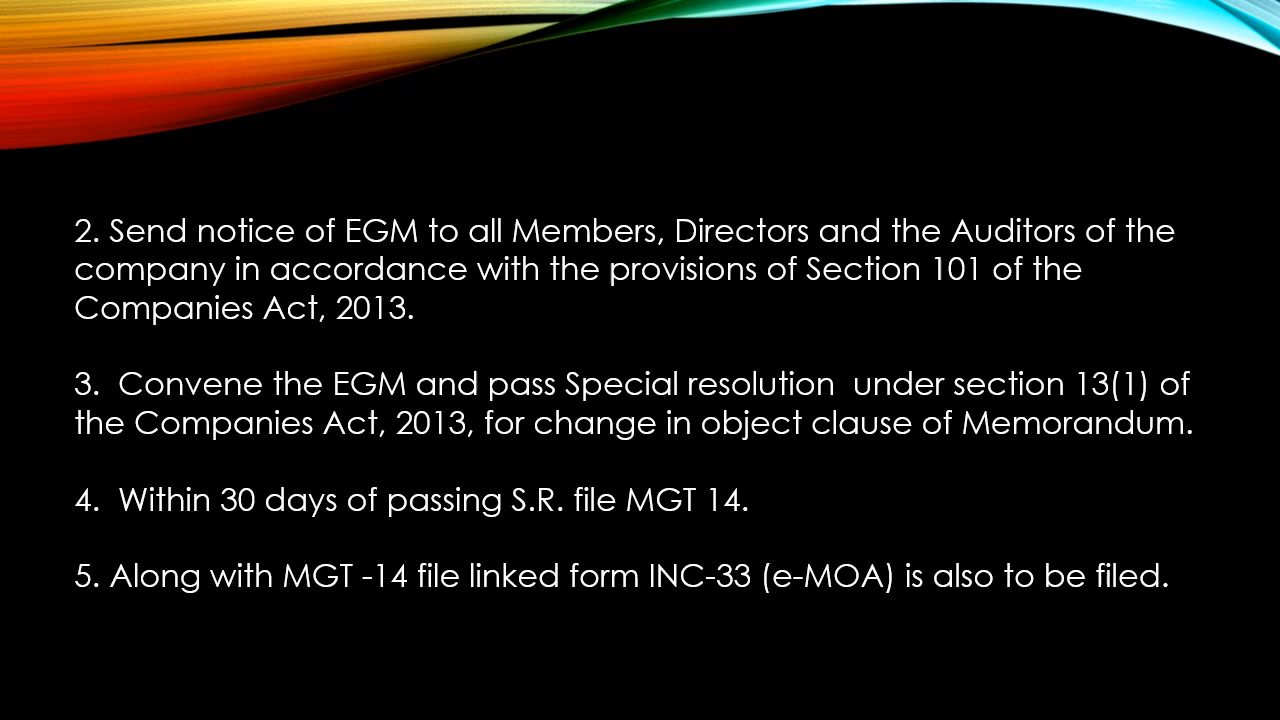 2. Send notice of EGM to all Members, Directors and the Auditors of the
company in accordance with the provisions of Section 101 of the
Companies Act, 2013.
3.  Convene the EGM and pass Special resolution  under section 13(1) of
the Companies Act, 2013, for change in object clause of Memorandum.
4.  Within 30 days of passing S.R. file MGT 14.
5. Along with MGT -14 file linked form INC-33 (e-MOA) is also to be filed.